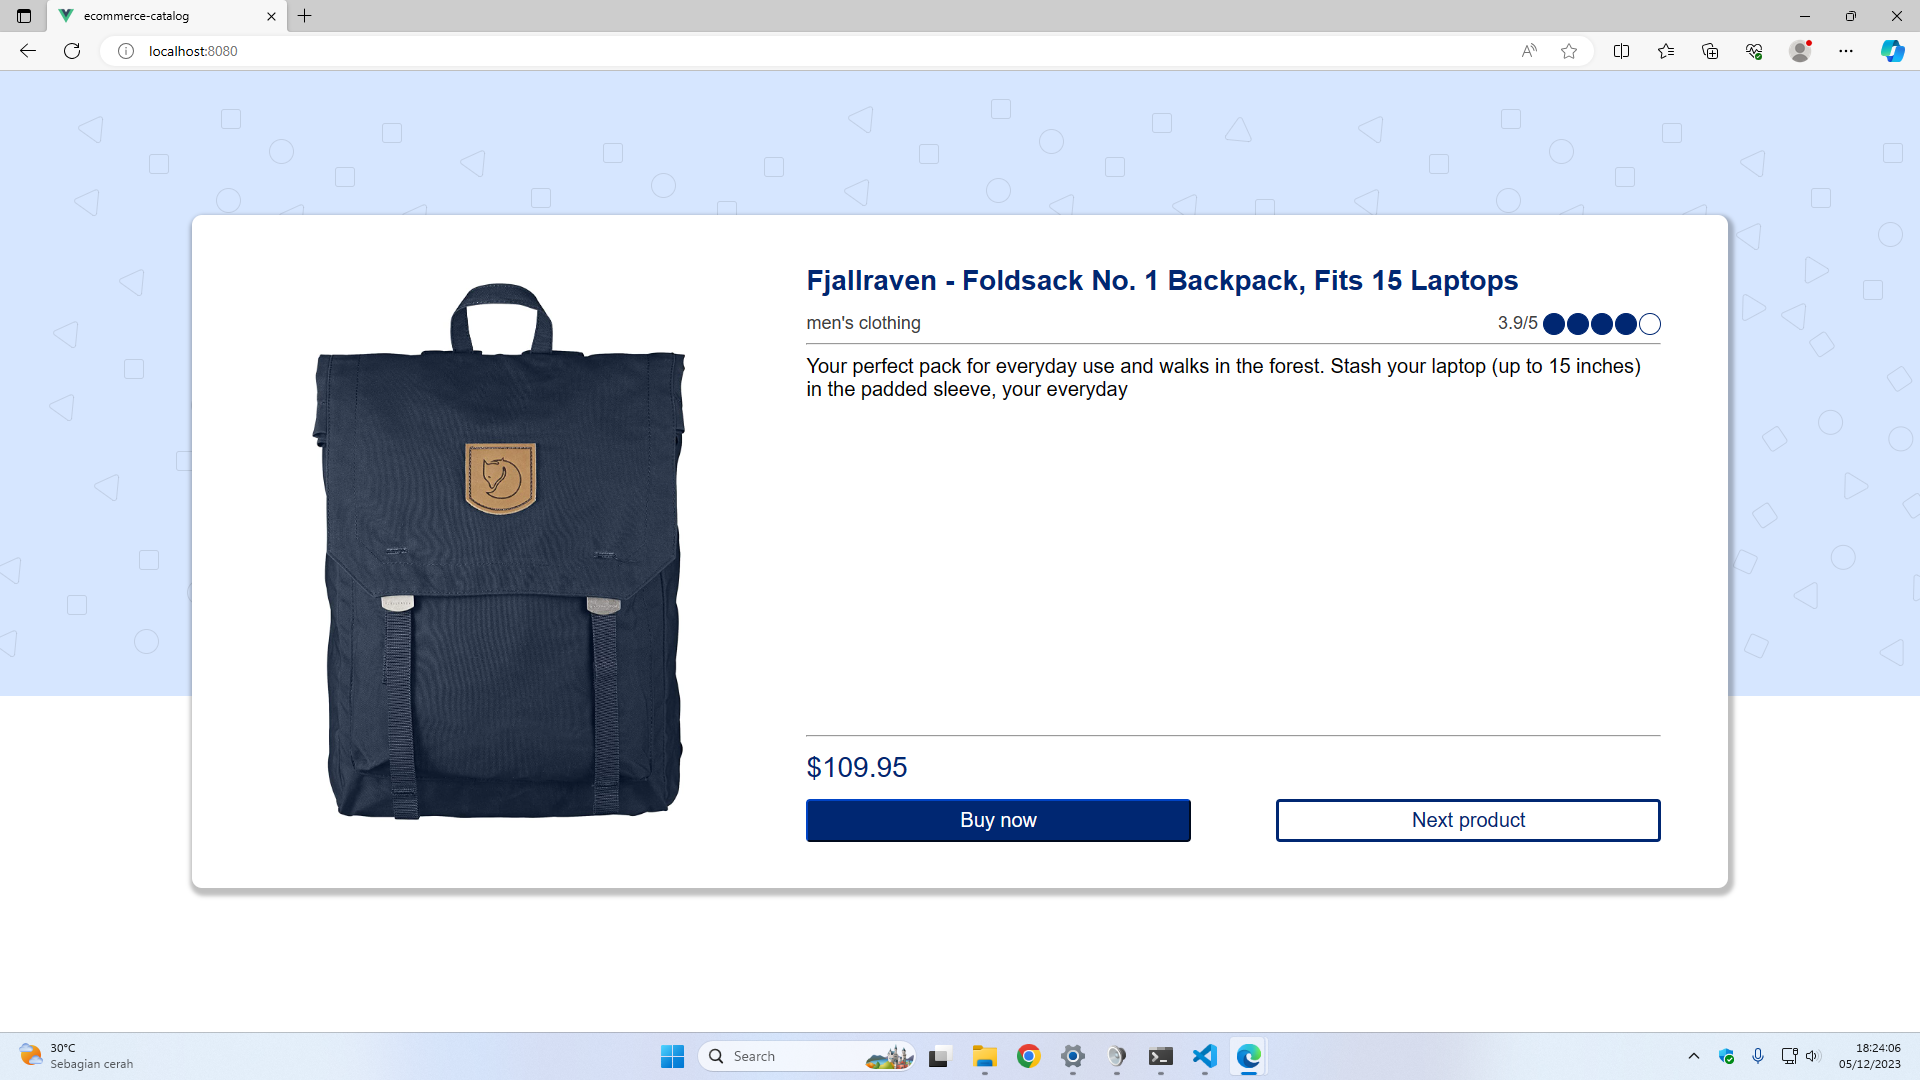 ecommerce-catalog
localhost:8080
Fjallraven - Foldsack No. 1 Backpack, Fits 15 Laptops
men's clothing
3.9/5
Your perfect pack for everyday use and walks in the forest. Stash your laptop (up to 15 inches)
in the padded sleeve, your everyday
$109.95
Buy now
Next product
30°C
Sebagian cerah
Search
18:24:06
05/12/2023